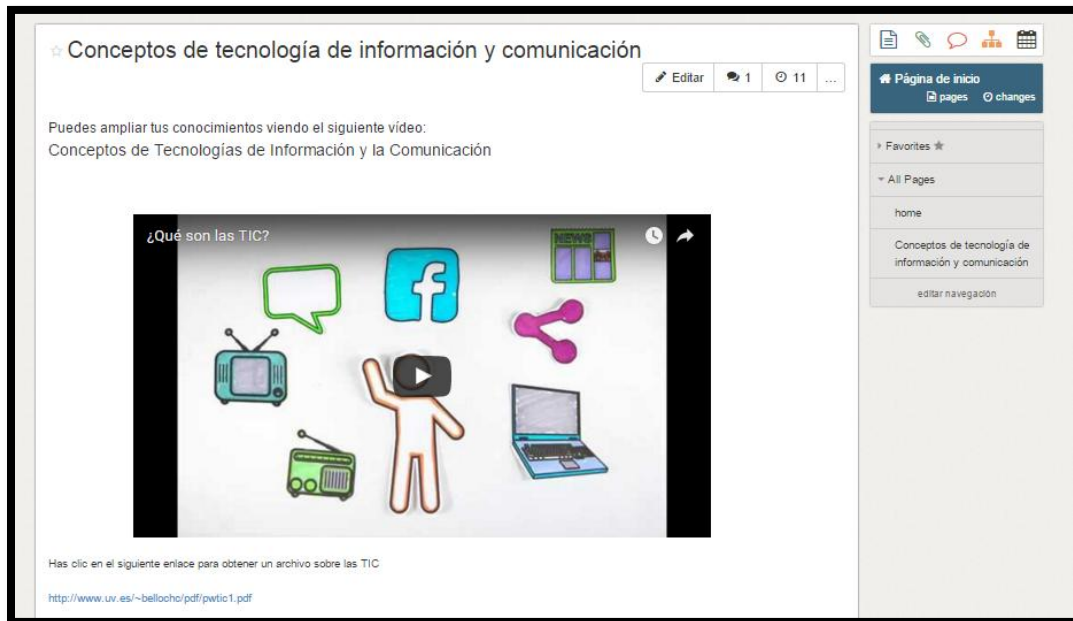 Conceptos de tecnología de información y comunicación
Editar 1 11 ...
Puedes ampliar tus conocimientos viendo el siguiente vídeo:
Conceptos de Tecnologías de Información y la Comunicación
¿Qué son las TIC?
NEWS
Has clic en el siguiente enlace para obtener un archivo sobre las TIC
http://www.uv.es/~bellochc/pdf/pwtic1.pdf
Página de inicio
pages changes
Favorites
All Pages
home
Conceptos de tecnología de
información y comunicación
editar navegación